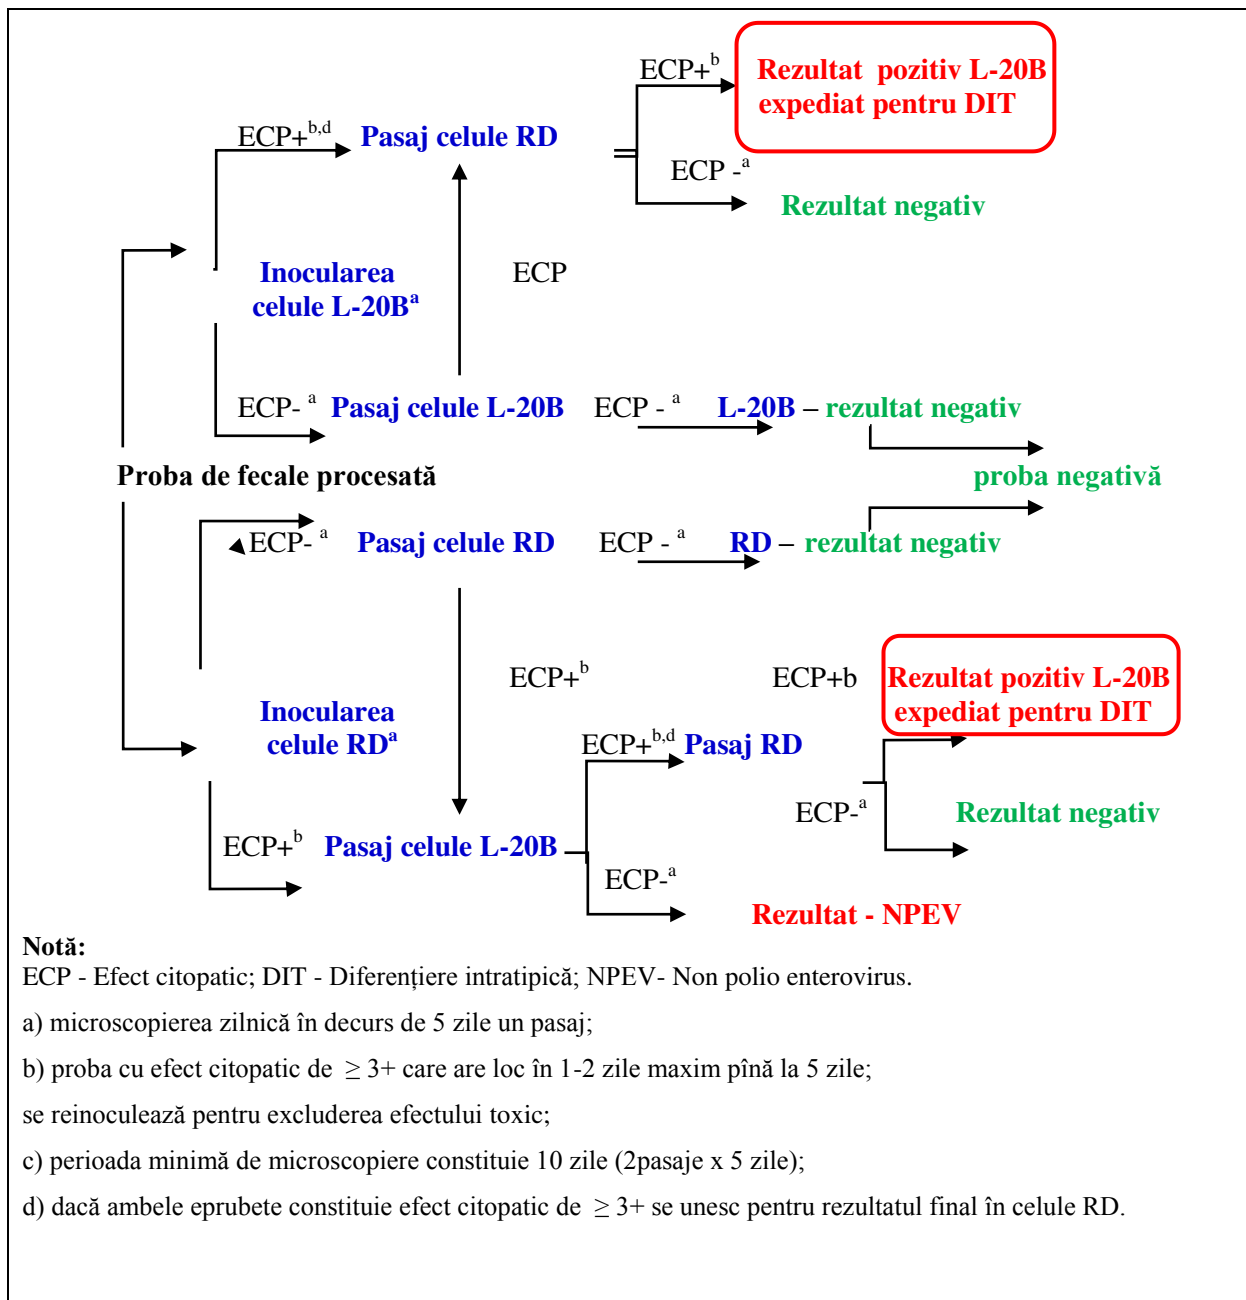 ECP+b Rezultat pozitiv L-20B
expediat pentru DIT
ECP+b,d Pasaj celule RD
ECP -a
Rezultat negativ
Inocularea
celule L-20Ba
ECP
ECP- a Pasaj celule L-20B ECP - a L-20B – rezultat negativ
Proba de fecale procesată
proba negativă
ECP- a Pasaj celule RD ECP - a RD – rezultat negativ
ECP+b
ECP+b Rezultat pozitiv L-20B
expediat pentru DIT
Inocularea
celule RDa
ECP+b,d Pasaj RD
ECP-a Rezultat negativ
ECP+b Pasaj celule L-20B
ECP-a
Rezultat - NPEV
Notă:
ECP - Efect citopatic; DIT - Diferențiere intratipică; NPEV- Non polio enterovirus.
a) microscopierea zilnică în decurs de 5 zile un pasaj;
b) proba cu efect citopatic de ≥ 3+ care are loc în 1-2 zile maxim pînă la 5 zile;
se reinoculează pentru excluderea efectului toxic;
c) perioada minimă de microscopiere constituie 10 zile (2pasaje x 5 zile);
d) dacă ambele eprubete constituie efect citopatic de ≥ 3+ se unesc pentru rezultatul final în celule RD.